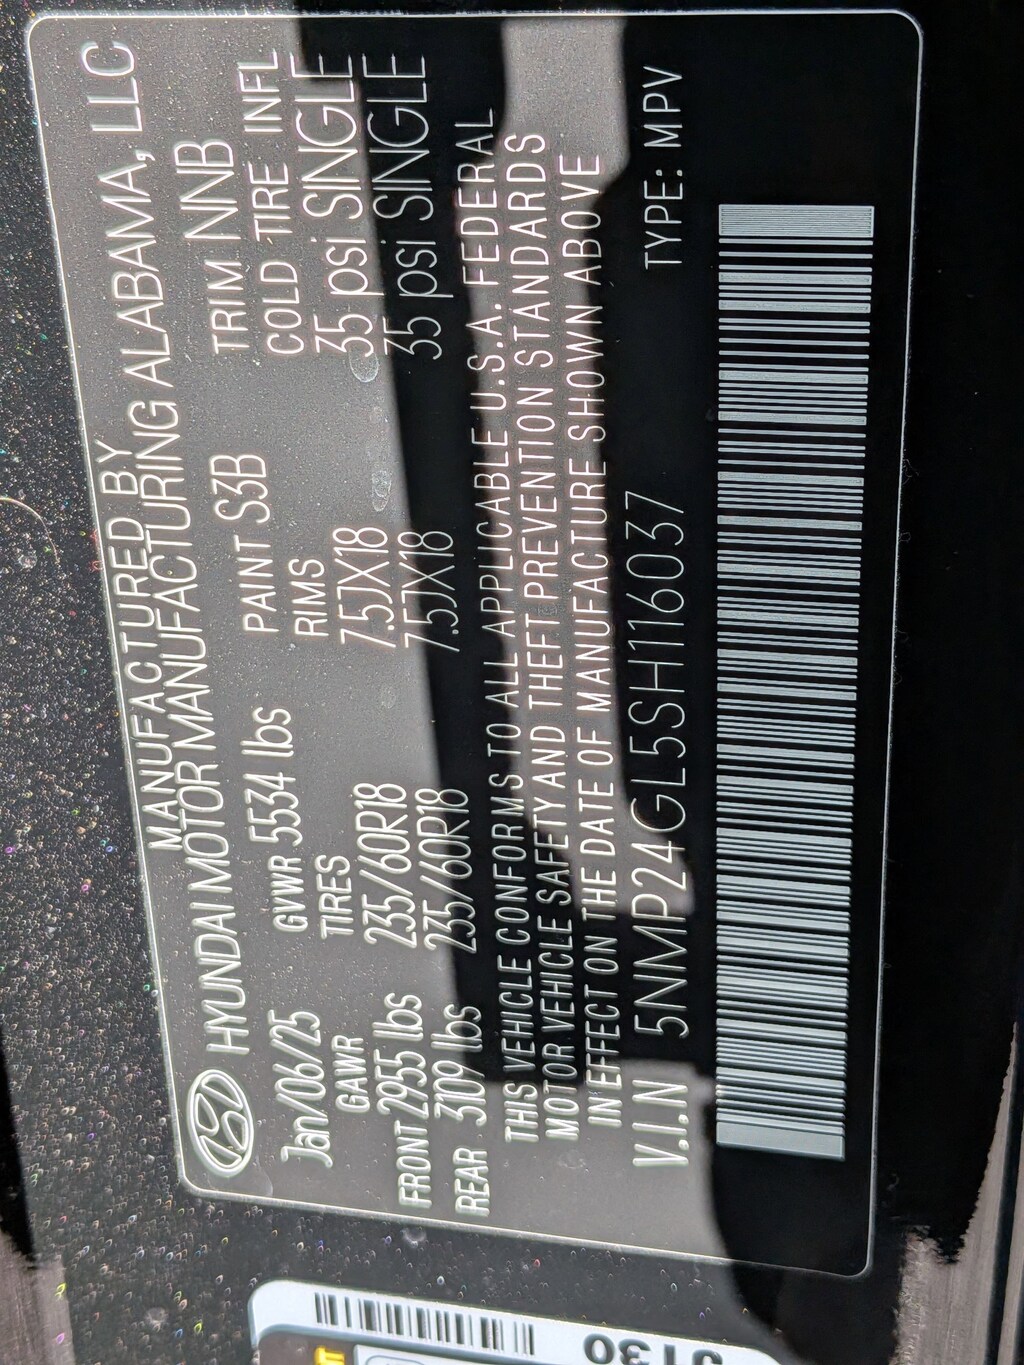 MANUFACTURED BY
HYUNDAI MOTOR MANUFACTURING ALABAMA, LLC
Jan/06/25 GVWR 5534 lbs PAINT S3B TRIM NNB
GAWR TIRES RIMS COLD TIRE INFL
FRONT 2955 lbs 235/60R18 7.5JX18 35 psi SINGLE
REAR 3109 lbs 235/60R18 7.5JX18 35 psi SINGLE
THIS VEHICLE CONFORMS TO ALL APPLICABLE U.S.A. FEDERAL
MOTOR VEHICLE SAFETY AND THEFT PREVENTION STANDARDS
IN EFFECT ON THE DATE OF MANUFACTURE SHOWN ABOVE
V.I.N 5NMP24GL5SH116037 TYPE: MPV